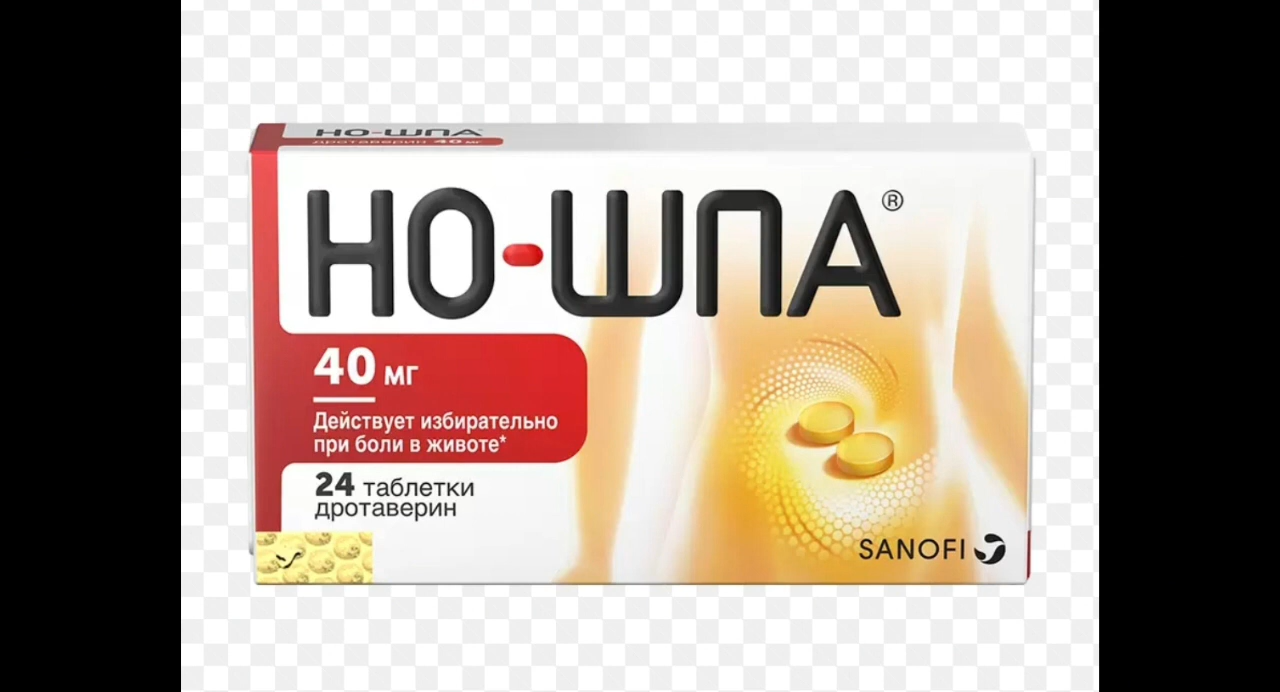 НО-ШПА
дротаверин 40 мг
НО-ШПА®
40 мг
Действует избирательно
при боли в животе*
24 таблетки
дротаверин
SANOFI